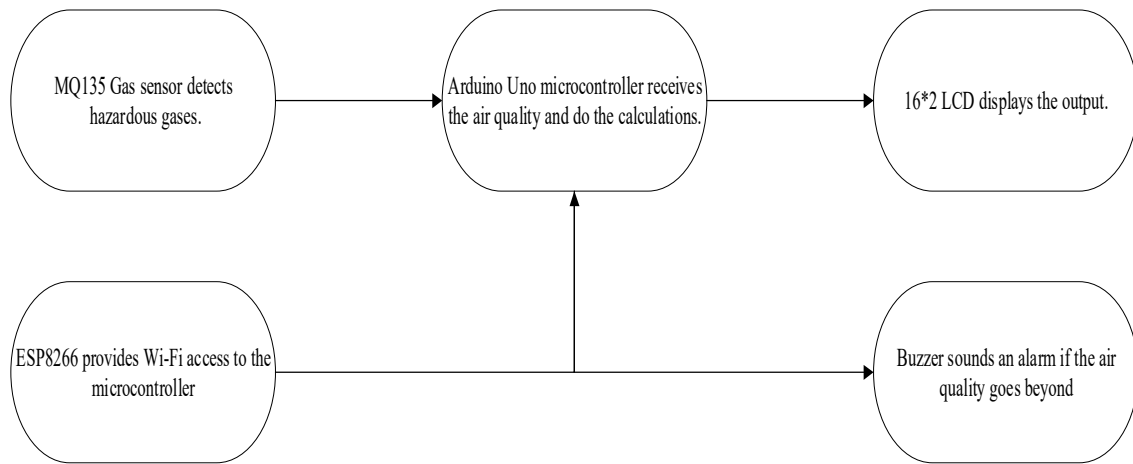 MQ135 Gas sensor detects
hazardous gases.
Arduino Uno microcontroller receives
the air quality and do the calculations.
16*2 LCD displays the output.
ESP8266 provides Wi-Fi access to the
microcontroller
Buzzer sounds an alarm if the air
quality goes beyond